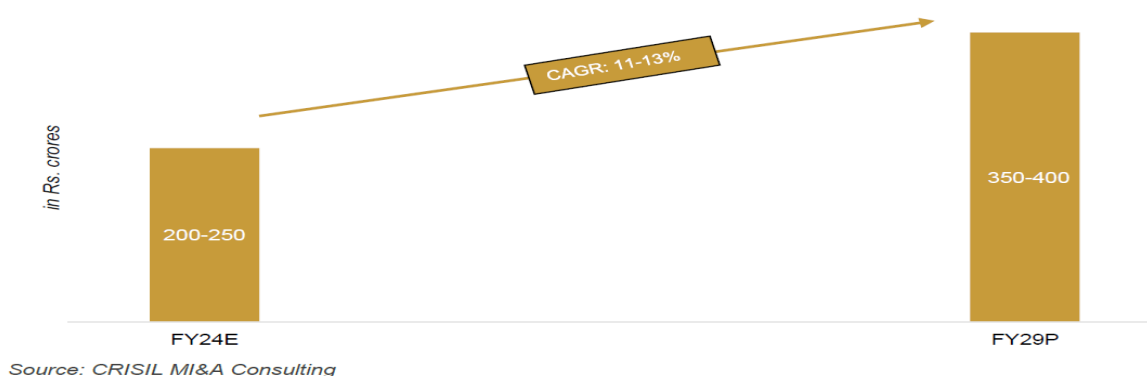 CAGR: 11-13%
in Rs. crores
200-250
350-400
FY24E
FY29P
Source: CRISIL MI&A Consulting